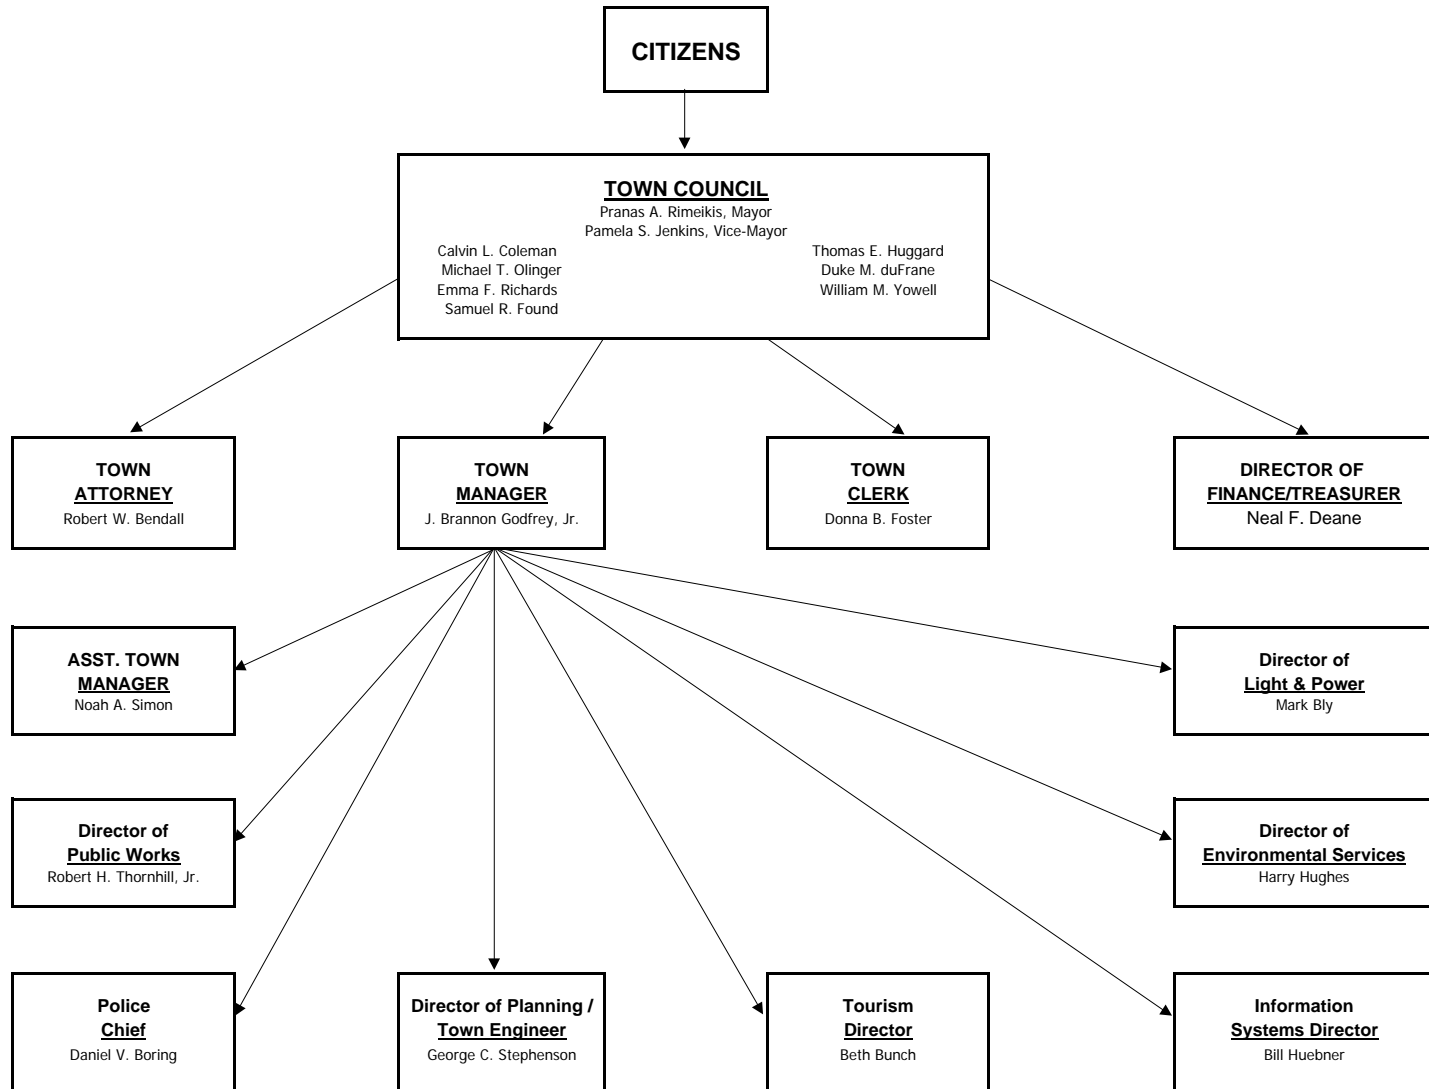 CITIZENS
TOWN COUNCIL
Pranas A. Rimeikis, Mayor
Pamela S. Jenkins, Vice-Mayor
Calvin L. Coleman
Michael T. Olinger
Emma F. Richards
Samuel R. Found
Thomas E. Huggard
Duke M. duFrane
William M. Yowell
TOWN
ATTORNEY
Robert W. Bendall
TOWN
MANAGER
J. Brannon Godfrey, Jr.
TOWN
CLERK
Donna B. Foster
DIRECTOR OF
FINANCE/TREASURER
Neal F. Deane
ASST. TOWN
MANAGER
Noah A. Simon
Director of
Light & Power
Mark Bly
Director of
Public Works
Robert H. Thornhill, Jr.
Director of
Environmental Services
Harry Hughes
Police
Chief
Daniel V. Boring
Director of Planning /
Town Engineer
George C. Stephenson
Tourism
Director
Beth Bunch
Information
Systems Director
Bill Huebner